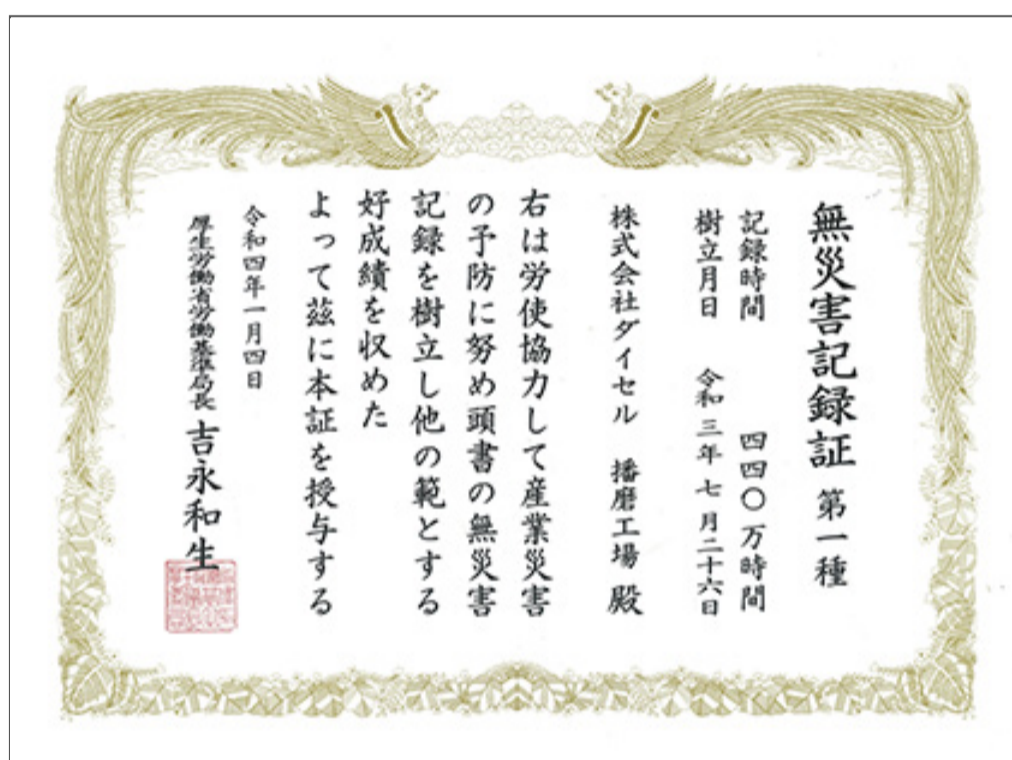 無災害記録証 第一種
記録時間 四四〇万時間
樹立月日 令和三年七月二十六日
株式会社ダイセル 播磨工場 殿
右は労使協力して産業災害
の予防に努め頭書の無災害
記録を樹立し他の範とする
好成績を収めた
よって茲に本証を授与する
令和四年一月四日
厚生労働省労働基準局長 吉永和生